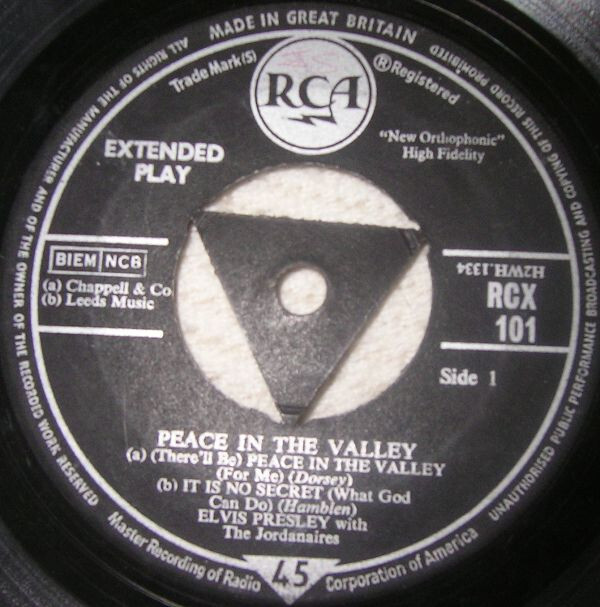 MADE IN GREAT BRITAIN
ALL RIGHTS OF THE MANUFACTURER AND OF THE OWNER OF THE RECORDED WORK RESERVED
UNAUTHORISED PUBLIC PERFORMANCE BROADCASTING AND COPYING OF THIS RECORD PROHIBITED
Trade Mark(S)
RCA
®Registered
EXTENDED
PLAY
"New Orthophonic"
High Fidelity
BIEM NCB
(a) Chappell & Co
(b) Leeds Music
H2WH.1334
RCX
101
Side 1
PEACE IN THE VALLEY
(a) (There'll Be) PEACE IN THE VALLEY
(For Me) (Dorsey)
(b) IT IS NO SECRET (What God
Can Do) (Hamblen)
ELVIS PRESLEY with
The Jordanaires
Master Recording of Radio Corporation of America
45